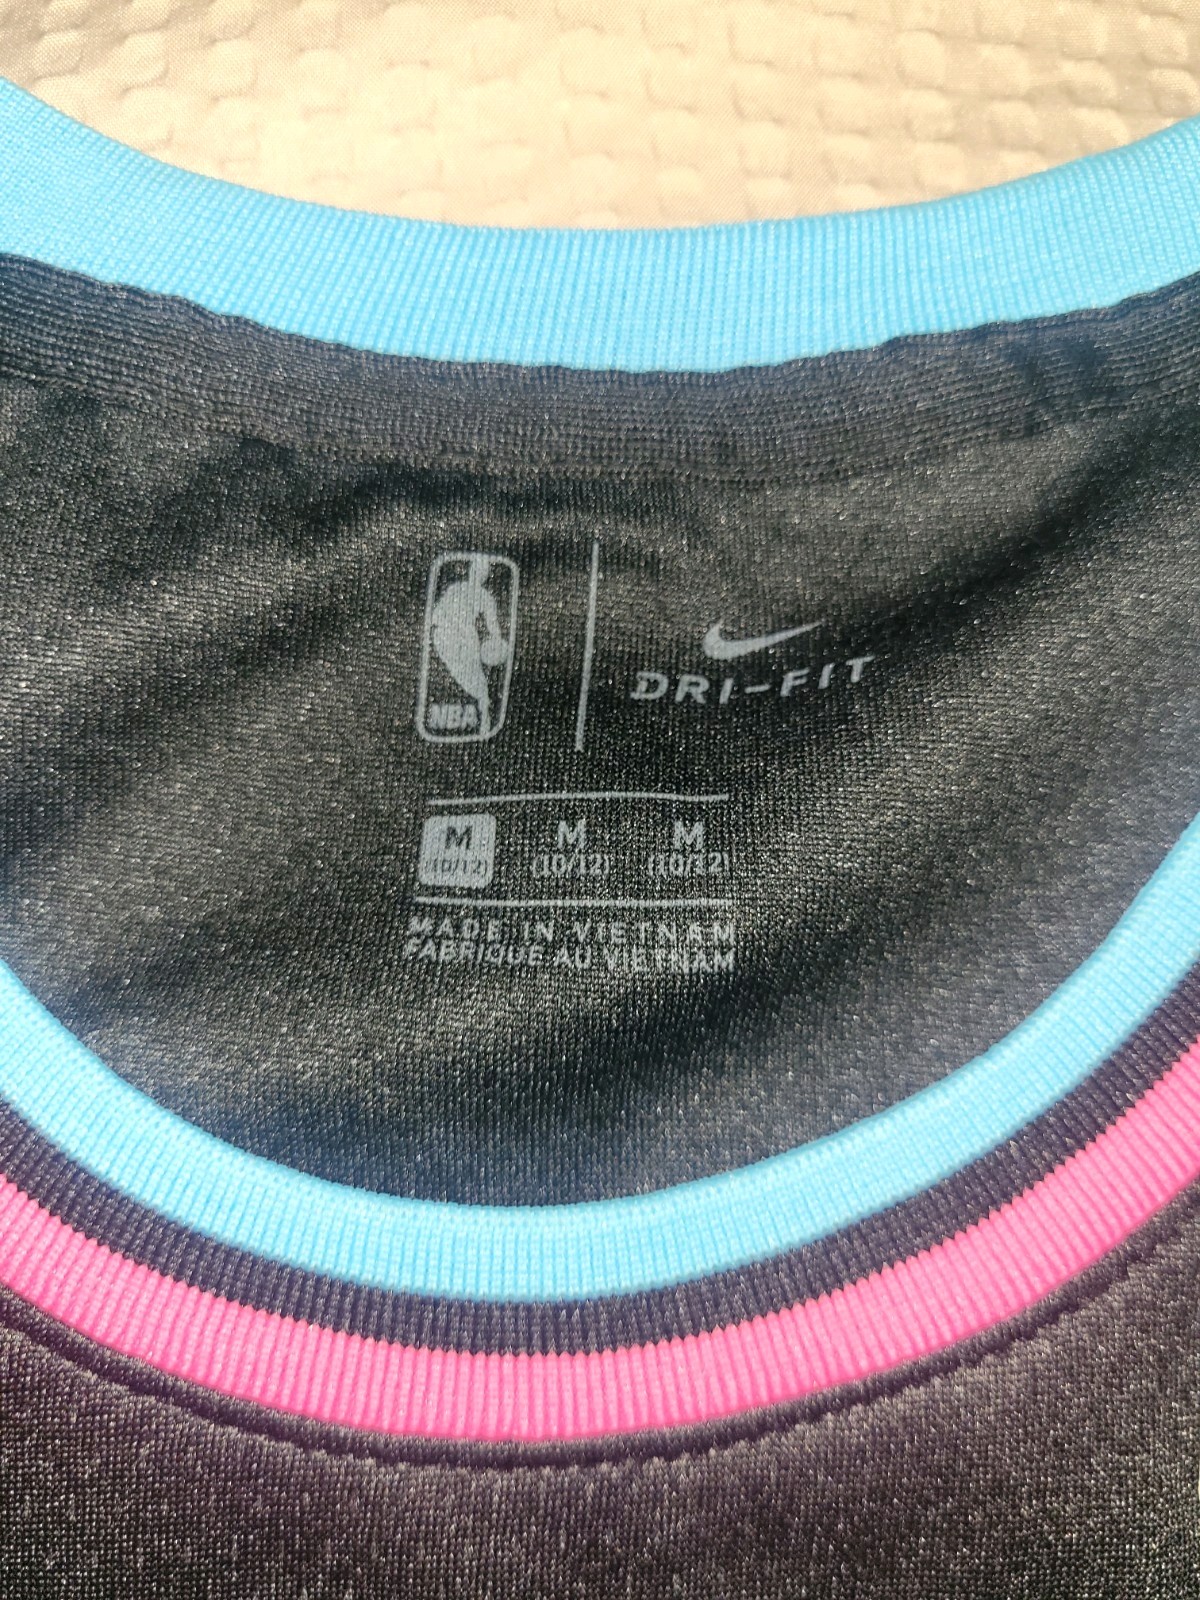 NBA
DRI-FIT
M M M
(10/12) (10/12) (10/12)
MADE IN VIETNAM
FABRIQUE AU VIETNAM